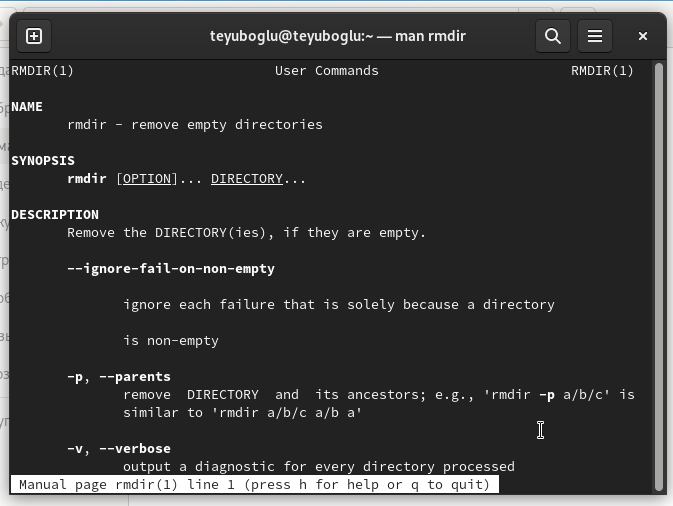 teyuboglu@teyuboglu:~ — man rmdir
RMDIR(1) User Commands RMDIR(1)
NAME
rmdir - remove empty directories
SYNOPSIS
rmdir [OPTION]... DIRECTORY...
DESCRIPTION
Remove the DIRECTORY(ies), if they are empty.
--ignore-fail-on-non-empty
ignore each failure that is solely because a directory
is non-empty
-p, --parents
remove DIRECTORY and its ancestors; e.g., 'rmdir -p a/b/c' is
similar to 'rmdir a/b/c a/b a'
-v, --verbose
output a diagnostic for every directory processed
Manual page rmdir(1) line 1 (press h for help or q to quit)